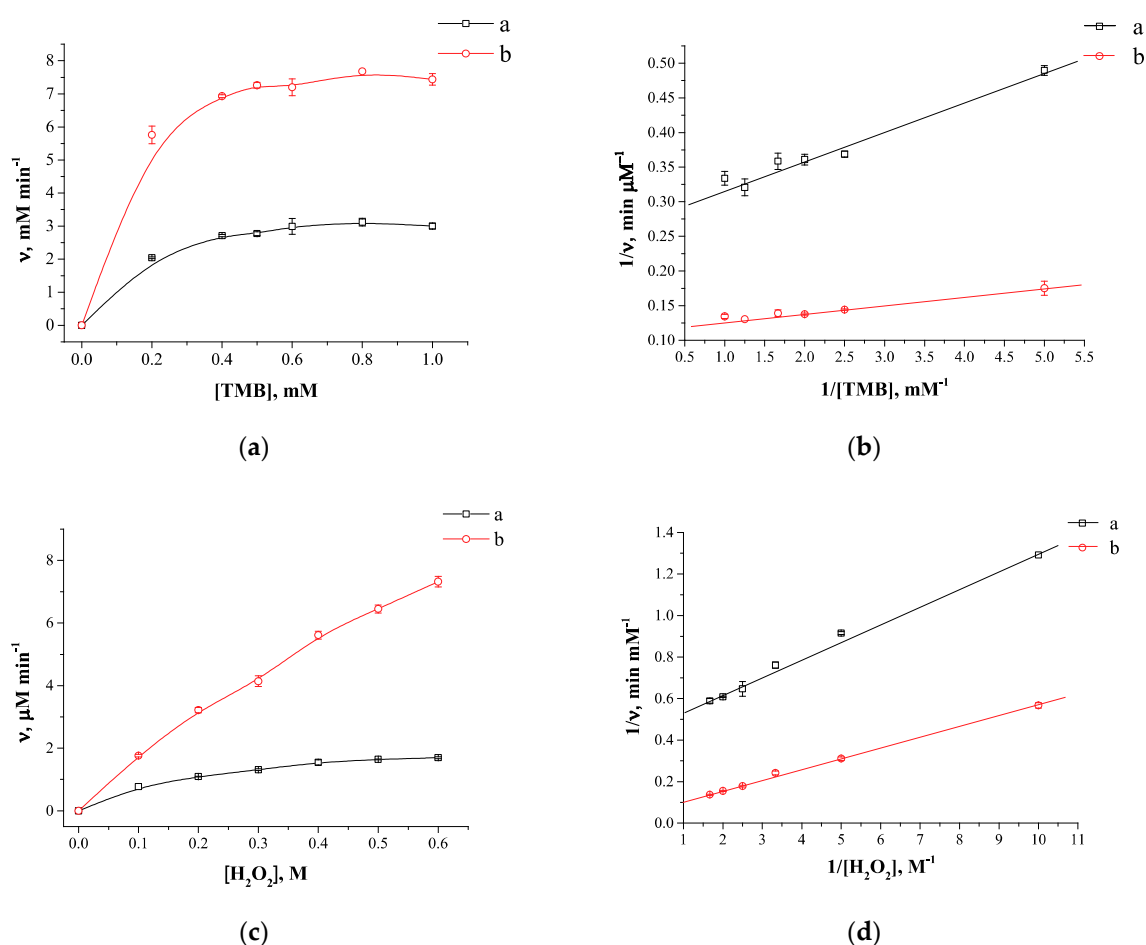 a
b
8
7
6
5
4
3
2
1
0
ν, mM min⁻¹
0.0 0.2 0.4 0.6 0.8 1.0
[TMB], mM
(a)
a
b
0.50
0.45
0.40
0.35
0.30
0.25
0.20
0.15
0.10
1/ν, min μM⁻¹
0.5 1.0 1.5 2.0 2.5 3.0 3.5 4.0 4.5 5.0 5.5
1/[TMB], mM⁻¹
(b)
a
b
8
6
4
2
0
ν, μM min⁻¹
0.0 0.1 0.2 0.3 0.4 0.5 0.6
[H₂O₂], M
(c)
a
b
1.4
1.2
1.0
0.8
0.6
0.4
0.2
0.0
1/ν, min mM⁻¹
1 2 3 4 5 6 7 8 9 10 11
1/[H₂O₂], M⁻¹
(d)